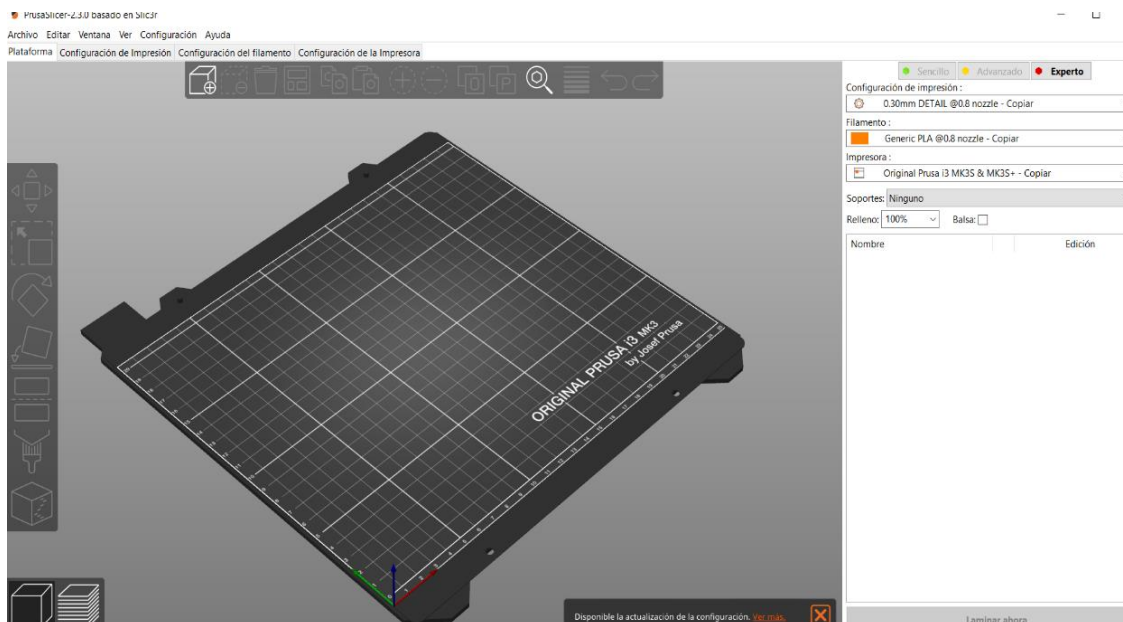 PrusaSlicer-2.3.0 basado en Slic3r
Archivo Editar Ventana Ver Configuración Ayuda
Plataforma Configuración de Impresión Configuración del filamento Configuración de la Impresora
Sencillo Advanzado Experto
Configuración de impresión :
0.30mm DETAIL @0.8 nozzle - Copiar
Filamento :
Generic PLA @0.8 nozzle - Copiar
Impresora :
Original Prusa i3 MK3S & MK3S+ - Copiar
Soportes: Ninguno
Relleno: 100% Balsa:
Nombre Edición
ORIGINAL PRUSA i3 MK3
by Josef Prusa
Disponible la actualización de la configuración. Ver más.
Laminar ahora